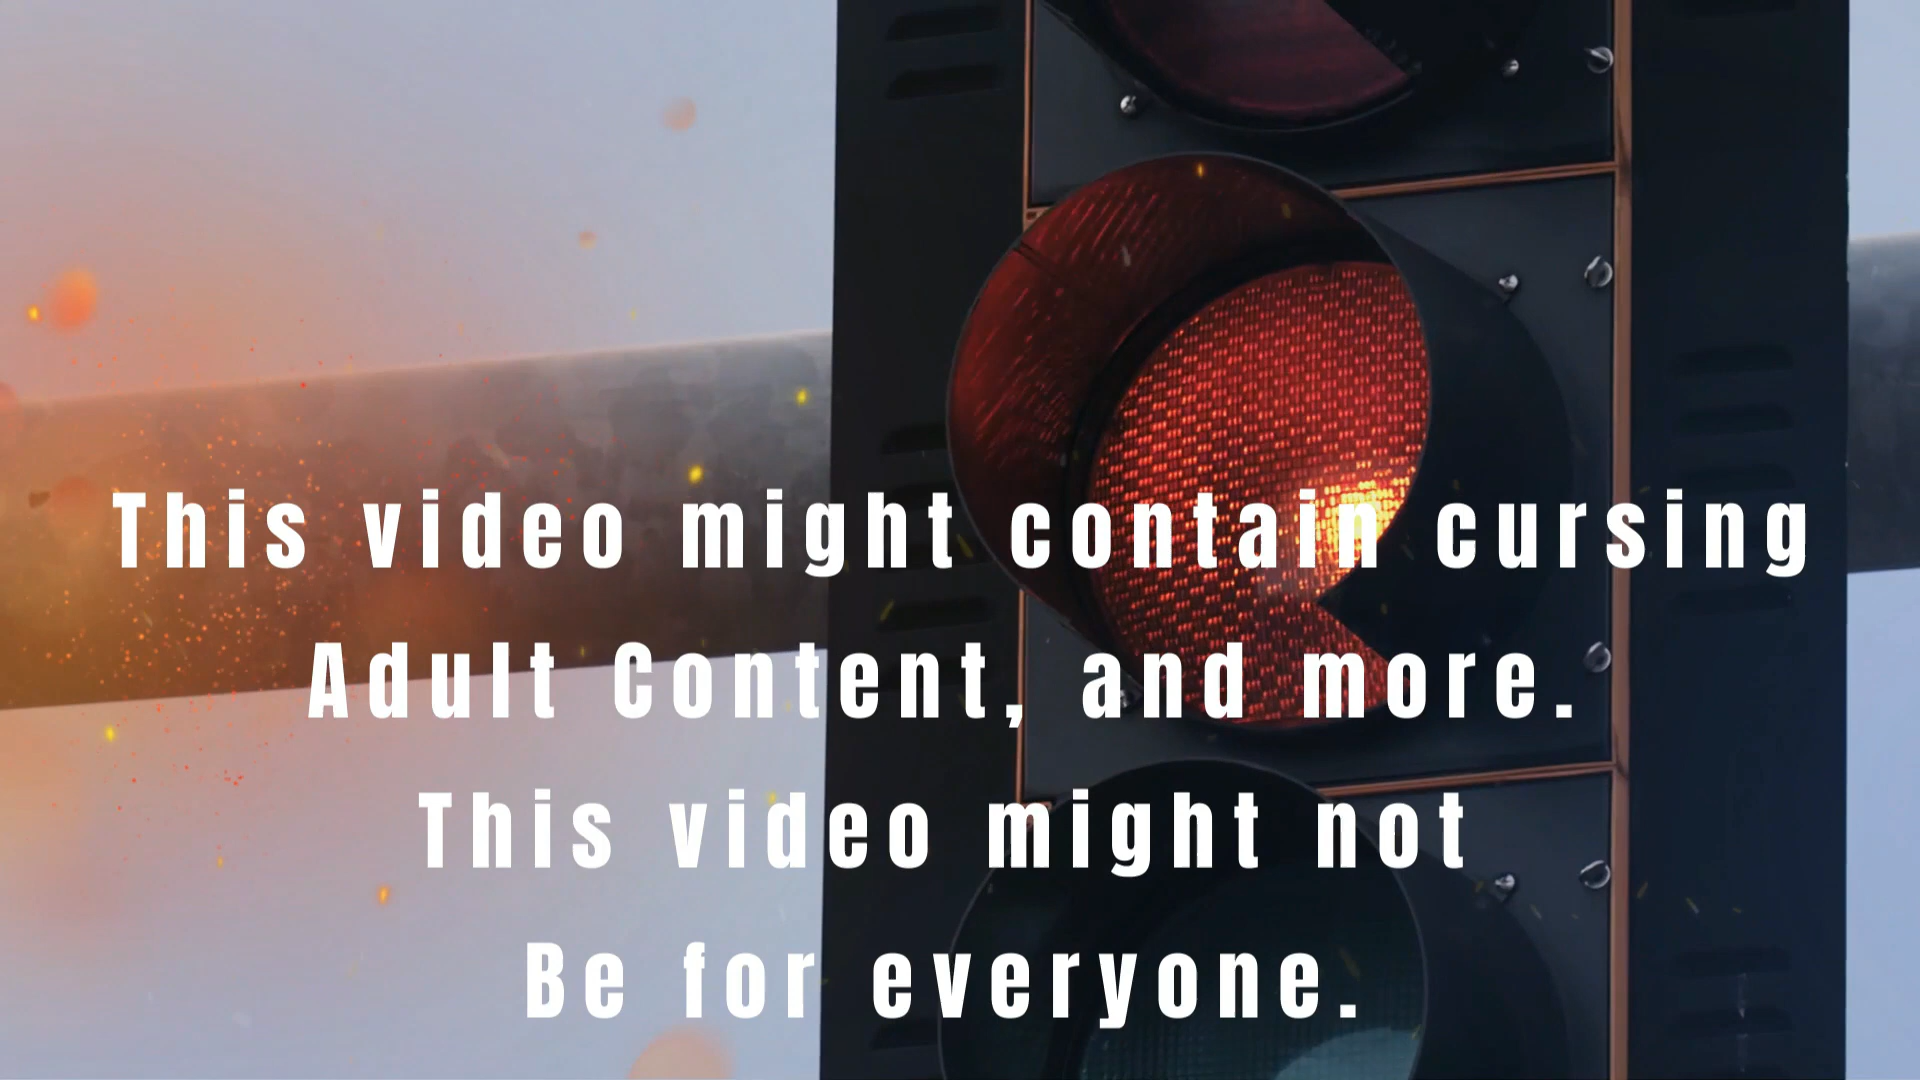 This video might contain cursing
Adult Content, and more.
This video might not
Be for everyone.